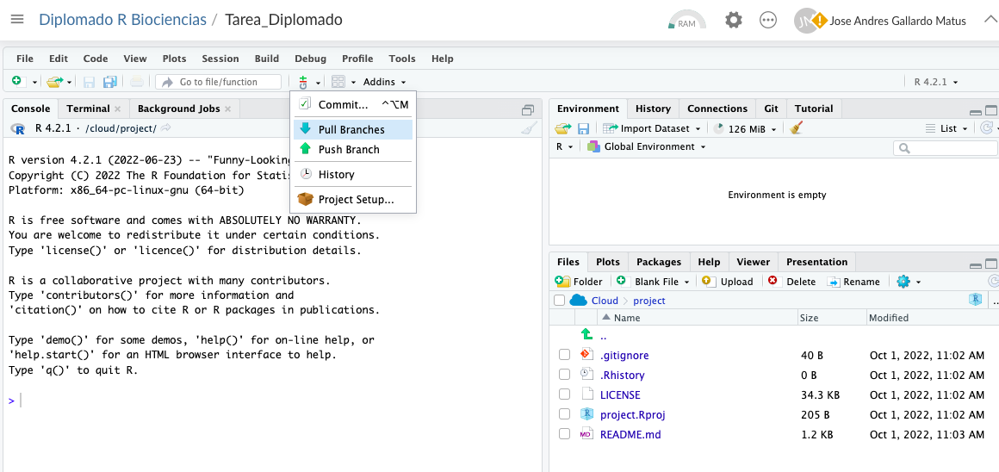 Diplomado R Biociencias / Tarea_Diplomado
RAM
JM
Jose Andres Gallardo Matus
File Edit Code View Plots Session Build Debug Profile Tools Help
Go to file/function
Addins
R 4.2.1
Console Terminal Background Jobs
R 4.2.1 · /cloud/project/
R version 4.2.1 (2022-06-23) -- "Funny-Looking
Copyright (C) 2022 The R Foundation for Statis
Platform: x86_64-pc-linux-gnu (64-bit)
R is free software and comes with ABSOLUTELY NO WARRANTY.
You are welcome to redistribute it under certain conditions.
Type 'license()' or 'licence()' for distribution details.
R is a collaborative project with many contributors.
Type 'contributors()' for more information and
'citation()' on how to cite R or R packages in publications.
Type 'demo()' for some demos, 'help()' for on-line help, or
'help.start()' for an HTML browser interface to help.
Type 'q()' to quit R.
>
Commit... ^⌥M
Pull Branches
Push Branch
History
Project Setup...
Environment History Connections Git Tutorial
Import Dataset 126 MiB List
R Global Environment
Environment is empty
Files Plots Packages Help Viewer Presentation
Folder Blank File Upload Delete Rename
Cloud project
...
Name Size Modified
..
.gitignore 40 B Oct 1, 2022, 11:02 AM
.Rhistory 0 B Oct 1, 2022, 11:02 AM
LICENSE 34.3 KB Oct 1, 2022, 11:02 AM
project.Rproj 205 B Oct 1, 2022, 11:02 AM
README.md 1.2 KB Oct 1, 2022, 11:03 AM